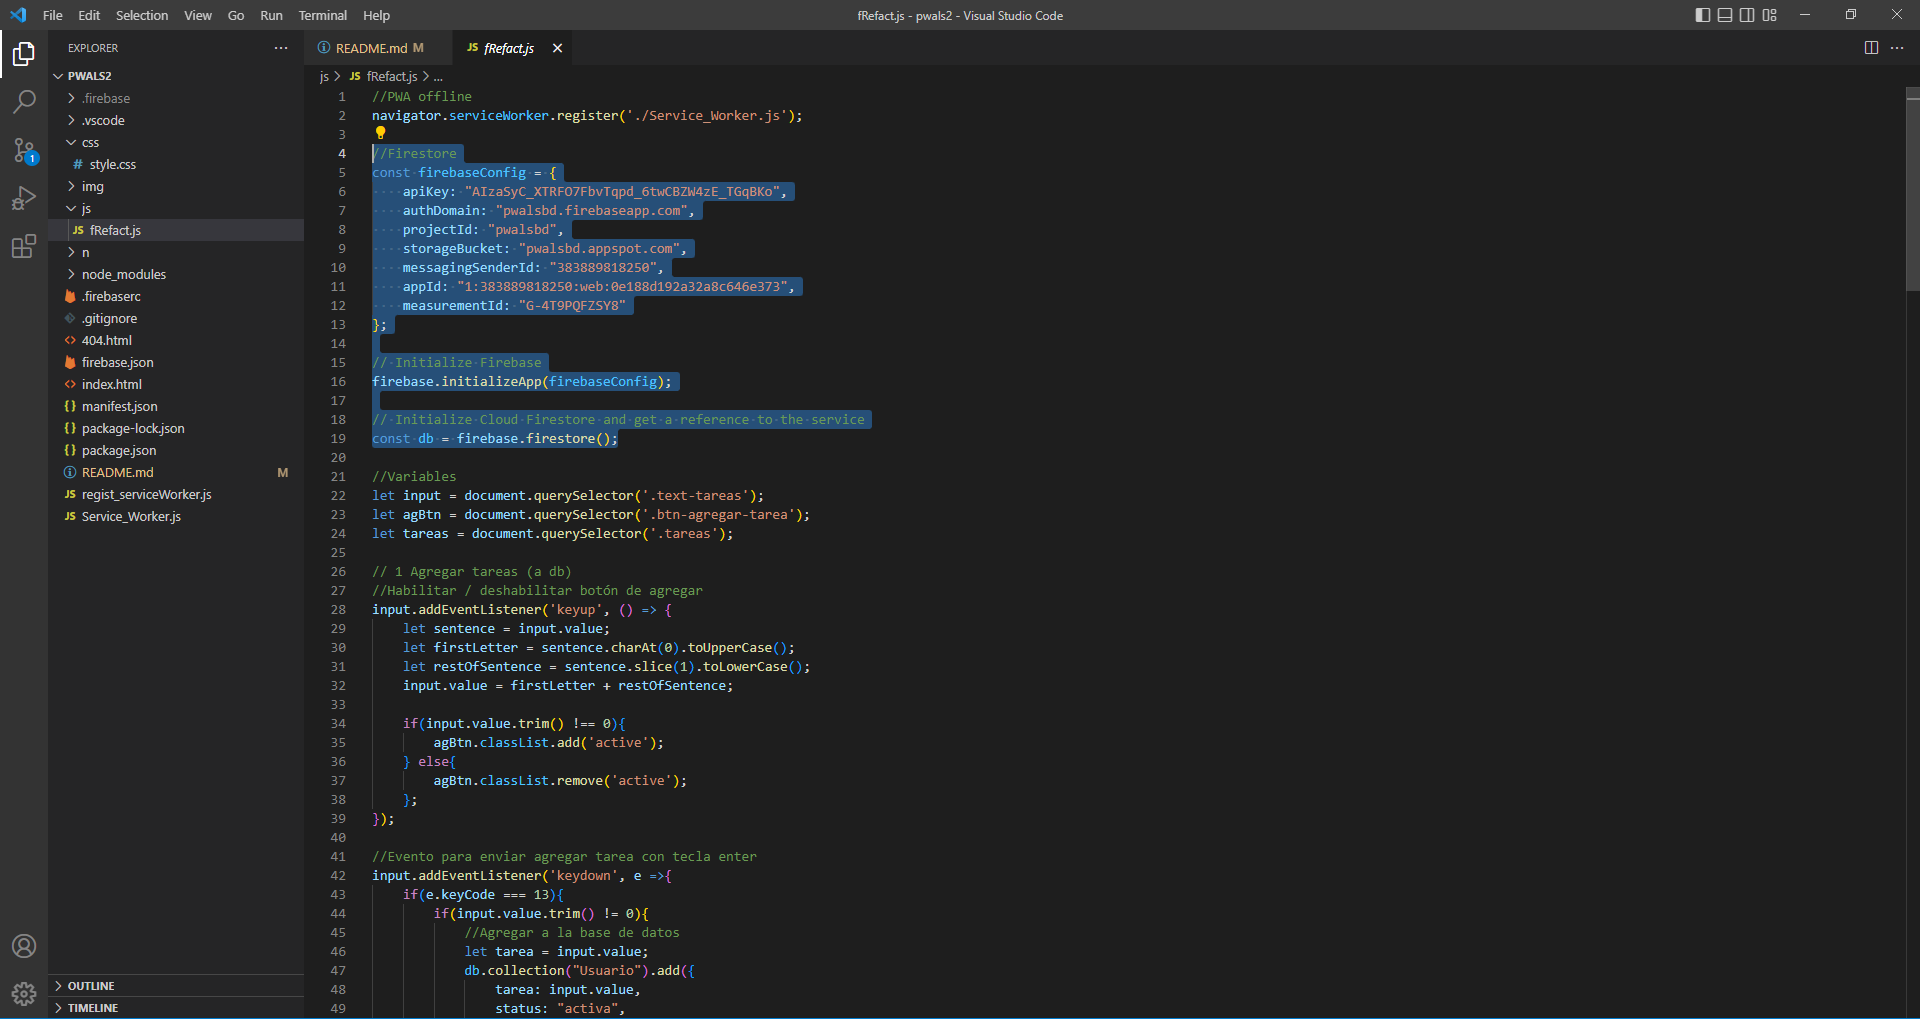 File Edit Selection View Go Run Terminal Help
fRefact.js - pwals2 - Visual Studio Code
EXPLORER
PWALS2
.firebase
.vscode
css
# style.css
img
js
JS fRefact.js
n
node_modules
.firebaserc
.gitignore
<> 404.html
firebase.json
<> index.html
{} manifest.json
{} package-lock.json
{} package.json
README.md M
JS regist_serviceWorker.js
JS Service_Worker.js
OUTLINE
TIMELINE
1
README.md M
JS fRefact.js
js > JS fRefact.js > ...
1 //PWA offline
2 navigator.serviceWorker.register('./Service_Worker.js');
3
4 //Firestore
5 const firebaseConfig = {
6 apiKey: "AIzaSyC_XTRFO7FbvTqpd_6twCBZW4zE_TGqBKo",
7 authDomain: "pwalsbd.firebaseapp.com",
8 projectId: "pwalsbd",
9 storageBucket: "pwalsbd.appspot.com",
10 messagingSenderId: "383889818250",
11 appId: "1:383889818250:web:0e188d192a32a8c646e373",
12 measurementId: "G-4T9PQFZSY8"
13 };
14
15 // Initialize Firebase
16 firebase.initializeApp(firebaseConfig);
17
18 // Initialize Cloud Firestore and get a reference to the service
19 const db = firebase.firestore();
20
21 //Variables
22 let input = document.querySelector('.text-tareas');
23 let agBtn = document.querySelector('.btn-agregar-tarea');
24 let tareas = document.querySelector('.tareas');
25
26 // 1 Agregar tareas (a db)
27 //Habilitar / deshabilitar botón de agregar
28 input.addEventListener('keyup', () => {
29 let sentence = input.value;
30 let firstLetter = sentence.charAt(0).toUpperCase();
31 let restOfSentence = sentence.slice(1).toLowerCase();
32 input.value = firstLetter + restOfSentence;
33
34 if(input.value.trim() !== 0){
35 agBtn.classList.add('active');
36 } else{
37 agBtn.classList.remove('active');
38 };
39 });
40
41 //Evento para enviar agregar tarea con tecla enter
42 input.addEventListener('keydown', e =>{
43 if(e.keyCode === 13){
44 if(input.value.trim() != 0){
45 //Agregar a la base de datos
46 let tarea = input.value;
47 db.collection("Usuario").add({
48 tarea: input.value,
49 status: "activa",